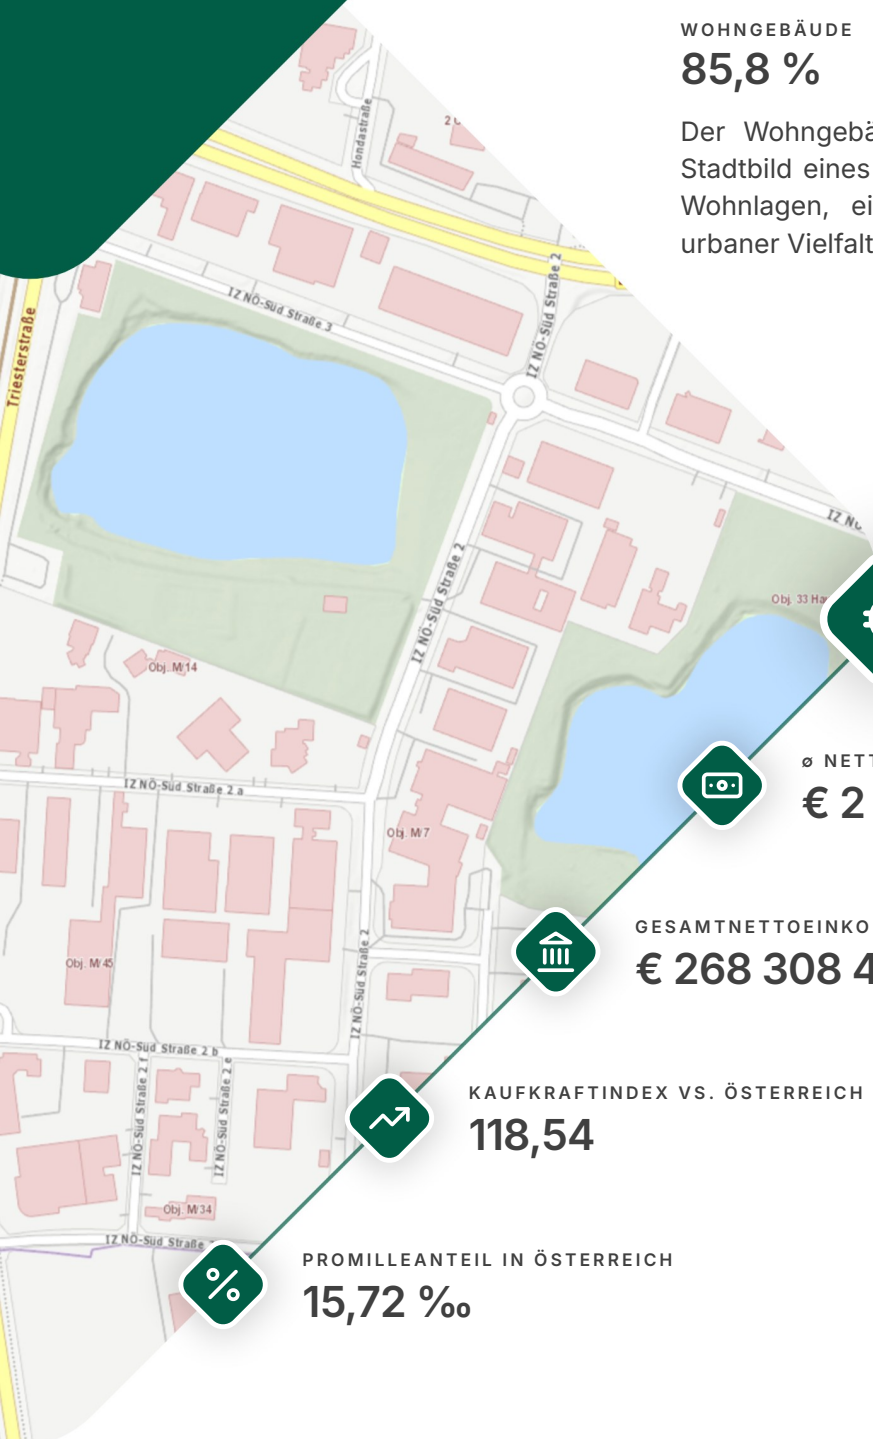 WOHNGEBÄUDE
85,8 %
Der Wohngebä
Stadtbild eines
Wohnlagen, ei
urbaner Vielfalt
Hondastraße
IZ NÖ-Süd Straße 3
IZ NÖ-Süd Straße 2
Triesterstraße
IZ NÖ-Süd Straße 2
Obj. M/14
IZ NÖ-Süd Straße 2 a
Obj. M/7
ø NETT
€ 2
GESAMTNETTOEINKO
€ 268 308 4
Obj. M/45
IZ NÖ-Süd Straße 2
IZ NÖ-Süd Straße 2 b
IZ NÖ-Süd Straße 2 f
IZ NÖ-Süd Straße 2 e
KAUFKRAFTINDEX VS. ÖSTERREICH
118,54
Obj. M/34
IZ NÖ-Süd Straße
PROMILLEANTEIL IN ÖSTERREICH
15,72 ‰